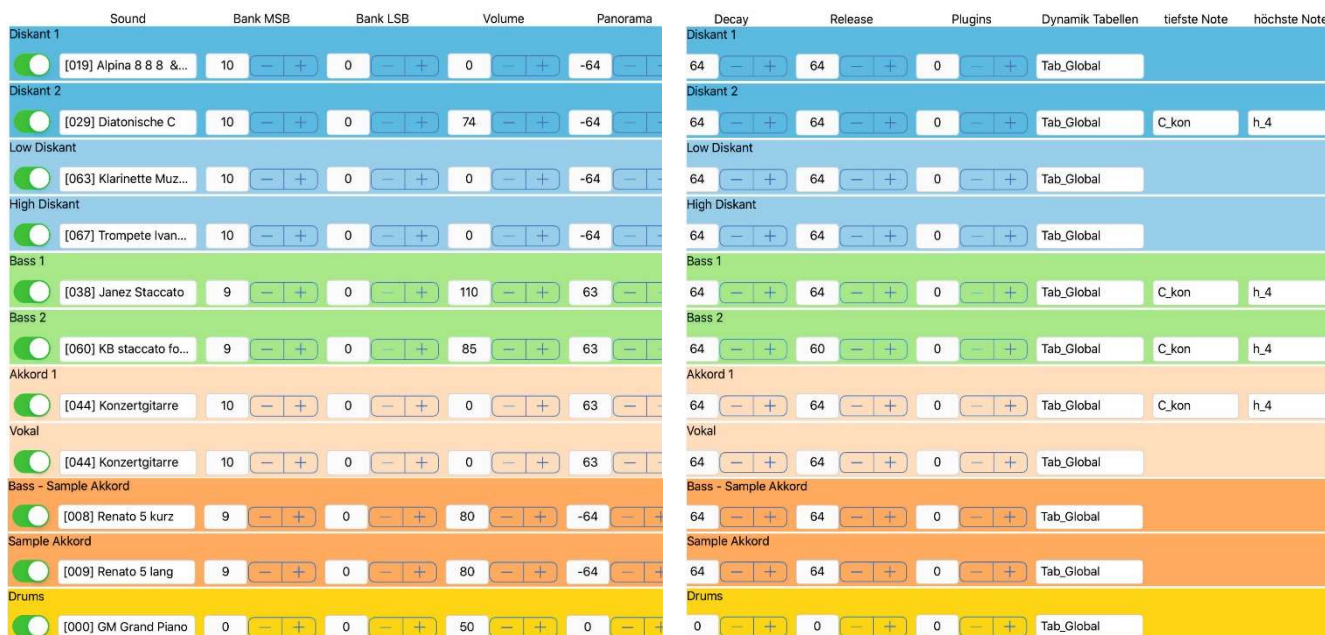 Sound Bank MSB Bank LSB Volume Panorama Decay Release Plugins Dynamik Tabellen tiefste Note höchste Note
Diskant 1 Diskant 1
[019] Alpina 8 8 8 &... 10 − + 0 − + 0 − + -64 − + 64 − + 64 − + 0 − + Tab_Global
Diskant 2 Diskant 2
[029] Diatonische C 10 − + 0 − + 74 − + -64 − + 64 − + 64 − + 0 − + Tab_Global C_kon h_4
Low Diskant Low Diskant
[063] Klarinette Muz... 10 − + 0 − + 0 − + -64 − + 64 − + 64 − + 0 − + Tab_Global
High Diskant High Diskant
[067] Trompete Ivan... 10 − + 0 − + 0 − + -64 − + 64 − + 64 − + 0 − + Tab_Global
Bass 1 Bass 1
[038] Janez Staccato 9 − + 0 − + 110 − + 63 − + 64 − + 64 − + 0 − + Tab_Global C_kon h_4
Bass 2 Bass 2
[060] KB staccato fo... 9 − + 0 − + 85 − + 63 − + 64 − + 60 − + 0 − + Tab_Global C_kon h_4
Akkord 1 Akkord 1
[044] Konzertgitarre 10 − + 0 − + 0 − + 63 − + 64 − + 64 − + 0 − + Tab_Global C_kon h_4
Vokal Vokal
[044] Konzertgitarre 10 − + 0 − + 0 − + 63 − + 64 − + 64 − + 0 − + Tab_Global
Bass - Sample Akkord Bass - Sample Akkord
[008] Renato 5 kurz 9 − + 0 − + 80 − + -64 − + 64 − + 64 − + 0 − + Tab_Global
Sample Akkord Sample Akkord
[009] Renato 5 lang 9 − + 0 − + 80 − + -64 − + 64 − + 64 − + 0 − + Tab_Global
Drums Drums
[000] GM Grand Piano 0 − + 0 − + 50 − + 0 − + 0 − + 0 − + 0 − + Tab_Global